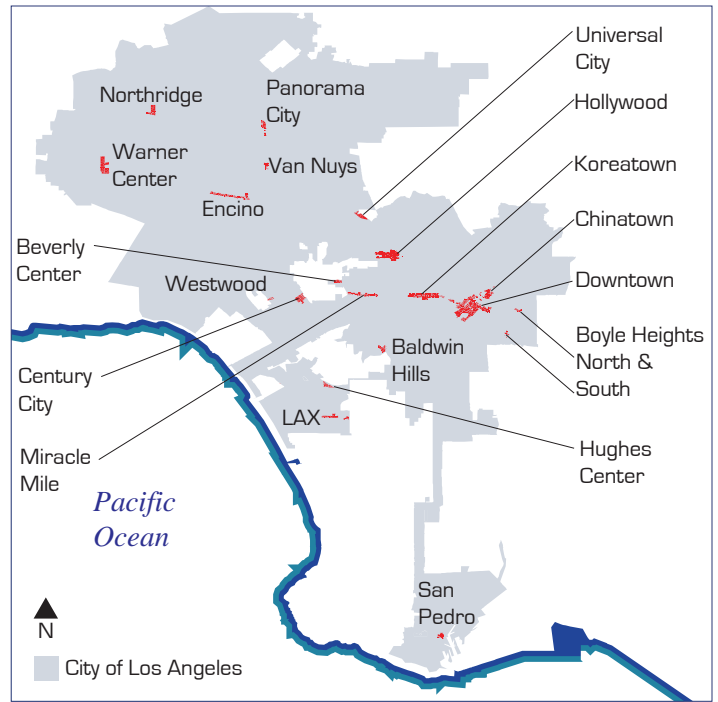 Universal
City
Hollywood
Northridge
Panorama
City
Warner
Center
Van Nuys
Koreatown
Encino
Chinatown
Beverly
Center
Westwood
Downtown
Boyle Heights
North &
South
Baldwin
Hills
Century
City
LAX
Hughes
Center
Miracle
Mile
Pacific
Ocean
San
Pedro
N
City of Los Angeles